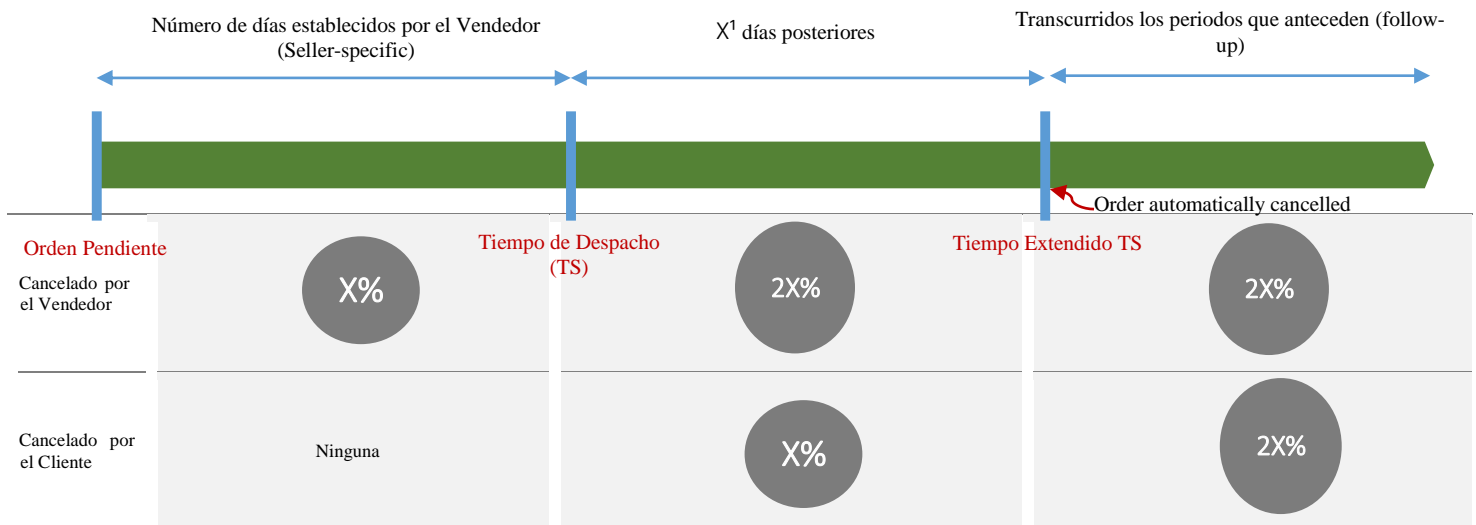 Número de días establecidos por el Vendedor
(Seller-specific)
X¹ días posteriores
Transcurridos los periodos que anteceden (follow-
up)
Order automatically cancelled
Orden Pendiente
Tiempo de Despacho
(TS)
Tiempo Extendido TS
Cancelado por
el Vendedor
X%
2X%
2X%
Cancelado por
el Cliente
Ninguna
X%
2X%